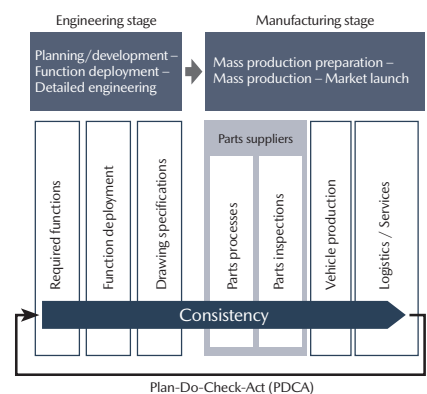 Engineering stage
Manufacturing stage
Planning/development –
Function deployment –
Detailed engineering
Mass production preparation –
Mass production – Market launch
Parts suppliers
Required functions
Function deployment
Drawing specifications
Parts processes
Parts inspections
Vehicle production
Logistics / Services
Consistency
Plan-Do-Check-Act (PDCA)